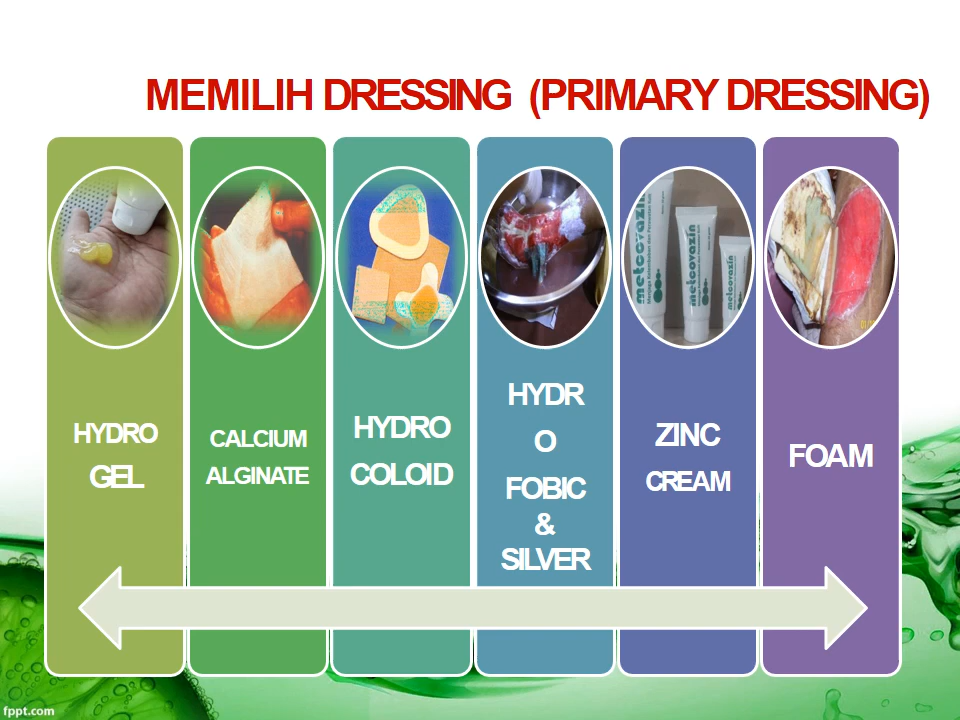 MEMILIH DRESSING (PRIMARY DRESSING)
HYDRO
GEL
CALCIUM
ALGINATE
HYDRO
COLOID
HYDR
O
FOBIC
&
SILVER
metcovazin
metcovazin
metcovazin
ZINC
CREAM
FOAM
fppt.com